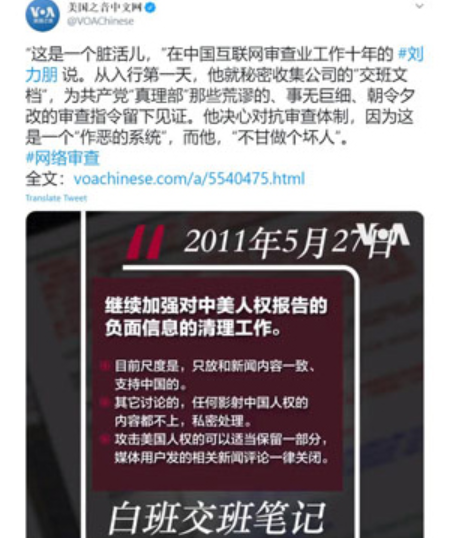 美国之音中文网
@VOAChinese
“这是一个脏活儿，”在中国互联网审查业工作十年的 #刘
力朋 说。从入行第一天，他就秘密收集公司的“交班文
档”，为共产党“真理部”那些荒谬的、事无巨细、朝令夕
改的审查指令留下见证。他决心对抗审查体制，因为这
是一个“作恶的系统”，而他，“不甘做个坏人”。
#网络审查
全文：voachinese.com/a/5540475.html
Translate Tweet
2011年5月27日
VOA
继续加强对中美人权报告的
负面信息的清理工作。
目前尺度是，只放和新闻内容一致、
支持中国的。
其它讨论的，任何影射中国人权的
内容都不上，私密处理。
攻击美国人权的可以适当保留一部分，
媒体用户发的相关新闻评论一律关闭。
白班交班笔记